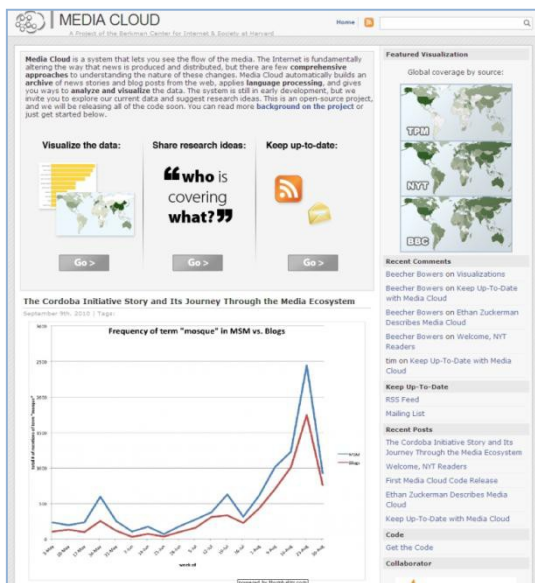 MEDIA CLOUD
A Project of the Berkman Center for Internet & Society at Harvard
Home
Media Cloud is a system that lets you see the flow of the media. The Internet is fundamentally
altering the way that news is produced and distributed, but there are few comprehensive
approaches to understanding the nature of these changes. Media Cloud automatically builds an
archive of news stories and blog posts from the web, applies language processing, and gives
you ways to analyze and visualize the data. The system is still in early development, but we
invite you to explore our current data and suggest research ideas. This is an open-source project,
and we will be releasing all of the code soon. You can read more background on the project or
just get started below.
Visualize the data:
Go >
Share research ideas:
"who is
covering
what?"
Go >
Keep up-to-date:
Go >
The Cordoba Initiative Story and Its Journey Through the Media Ecosystem
September 9th, 2010 | Tags:
Frequency of term "mosque" in MSM vs. Blogs
MSM
Blogs
week of
Featured Visualization
Global coverage by source:
TPM
NYT
BBC
Recent Comments
Beecher Bowers on Visualizations
Beecher Bowers on Keep Up-To-Date
with Media Cloud
Beecher Bowers on Ethan Zuckerman
Describes Media Cloud
Beecher Bowers on Welcome, NYT
Readers
tim on Keep Up-To-Date with Media
Cloud
Keep Up-To-Date
RSS Feed
Mailing List
Recent Posts
The Cordoba Initiative Story and Its
Journey Through the Media Ecosystem
Welcome, NYT Readers
First Media Cloud Code Release
Ethan Zuckerman Describes Media
Cloud
Keep Up-To-Date with Media Cloud
Code
Get the Code
Collaborator